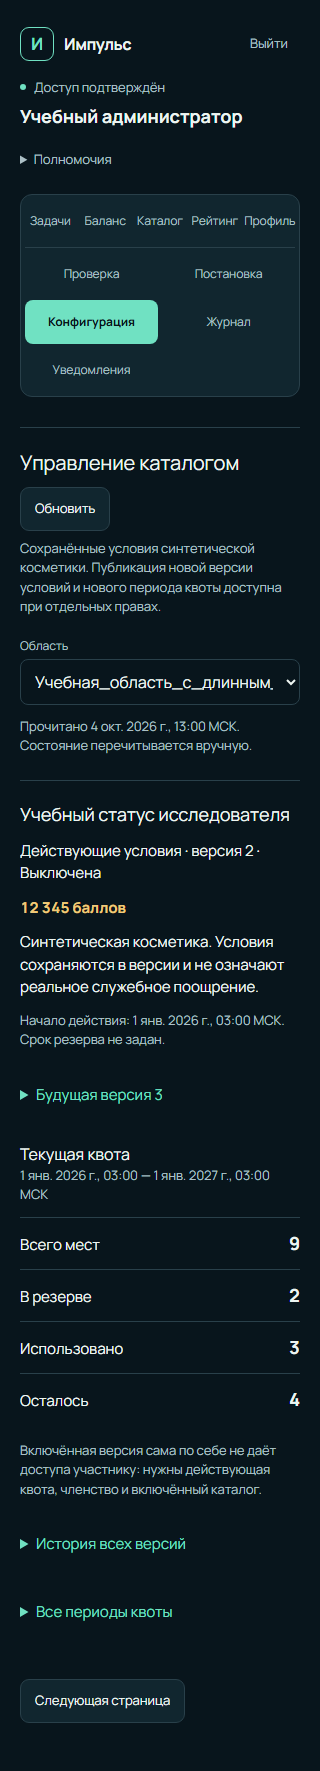 И Импульс Выйти
Доступ подтверждён
Учебный администратор
Полномочия
Задачи Баланс Каталог Рейтинг Профиль
Проверка Постановка
Конфигурация Журнал
Уведомления
Управление каталогом
Обновить
Сохранённые условия синтетической
косметики. Публикация новой версии
условий и нового периода квоты доступна
при отдельных правах.
Область
Учебная_область_с_длинным_
Прочитано 4 окт. 2026 г., 13:00 МСК.
Состояние перечитывается вручную.
Учебный статус исследователя
Действующие условия · версия 2 ·
Выключена
12 345 баллов
Синтетическая косметика. Условия
сохраняются в версии и не означают
реальное служебное поощрение.
Начало действия: 1 янв. 2026 г., 03:00 МСК.
Срок резерва не задан.
Будущая версия 3
Текущая квота
1 янв. 2026 г., 03:00 — 1 янв. 2027 г., 03:00
МСК
Всего мест 9
В резерве 2
Использовано 3
Осталось 4
Включённая версия сама по себе не даёт
доступа участнику: нужны действующая
квота, членство и включённый каталог.
История всех версий
Все периоды квоты
Следующая страница